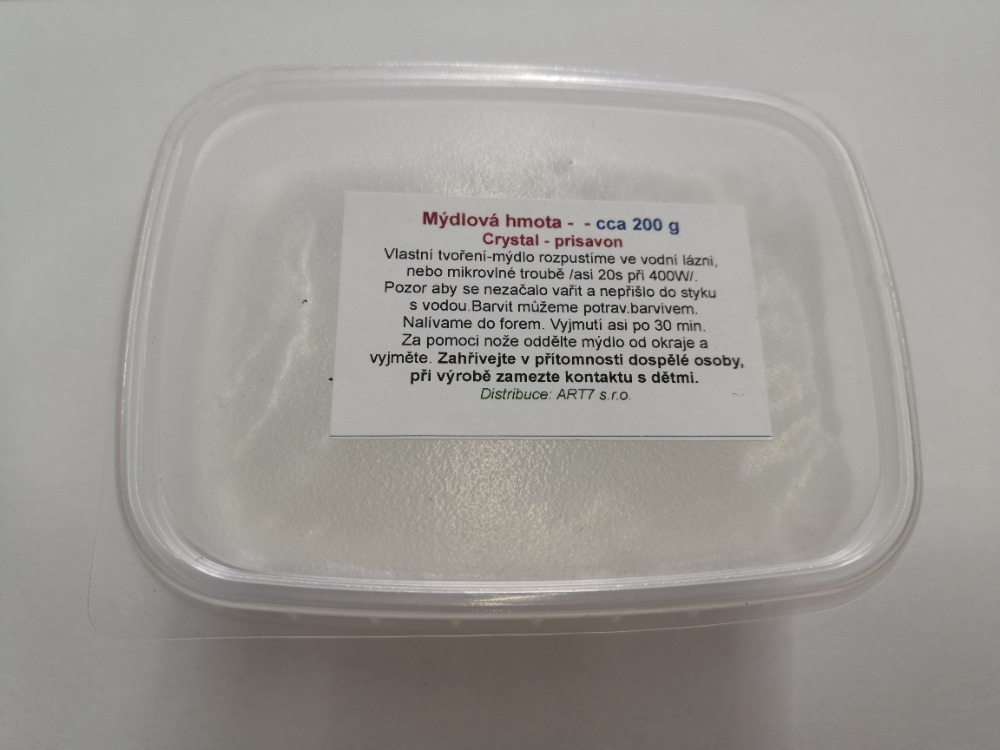 Mýdlová hmota - - cca 200 g
Crystal - prisavon
Vlastní tvoření-mýdlo rozpustíme ve vodní lázni,
nebo mikrovlné troubě /asi 20s při 400W/.
Pozor aby se nezačalo vařit a nepřišlo do styku
s vodou.Barvit můžeme potrav.barvivem.
Nalívame do forem. Vyjmutí asi po 30 min.
Za pomoci nože oddělte mýdlo od okraje a
vyjměte. Zahřívejte v přítomnosti dospělé osoby,
při výrobě zamezte kontaktu s dětmi.
Distribuce: ART7 s.r.o.